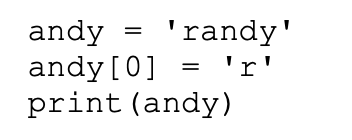 andy = 'randy'
andy[0] = 'r'
print(andy)